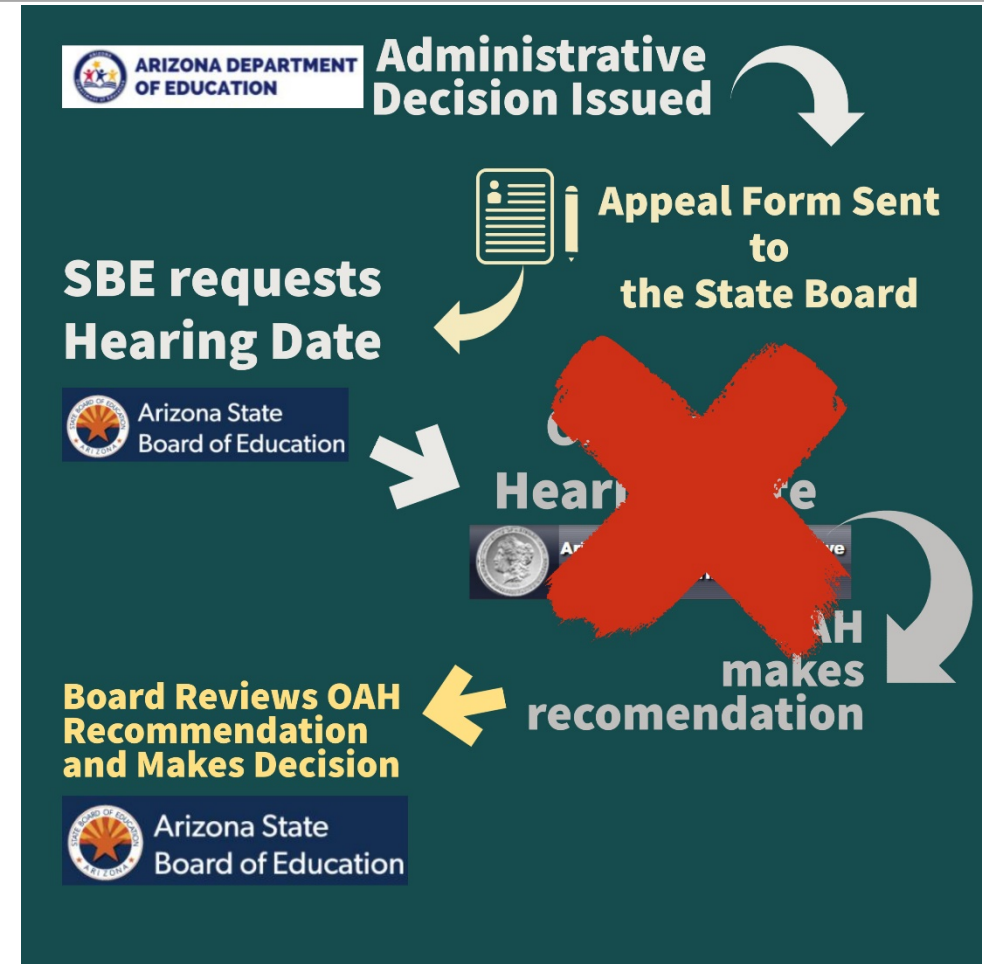 ARIZONA DEPARTMENT
OF EDUCATION
Administrative
Decision Issued
Appeal Form Sent
to
the State Board
SBE requests
Hearing Date
Arizona State
Board of Education
makes
recomendation
Board Reviews OAH
Recommendation
and Makes Decision
Arizona State
Board of Education